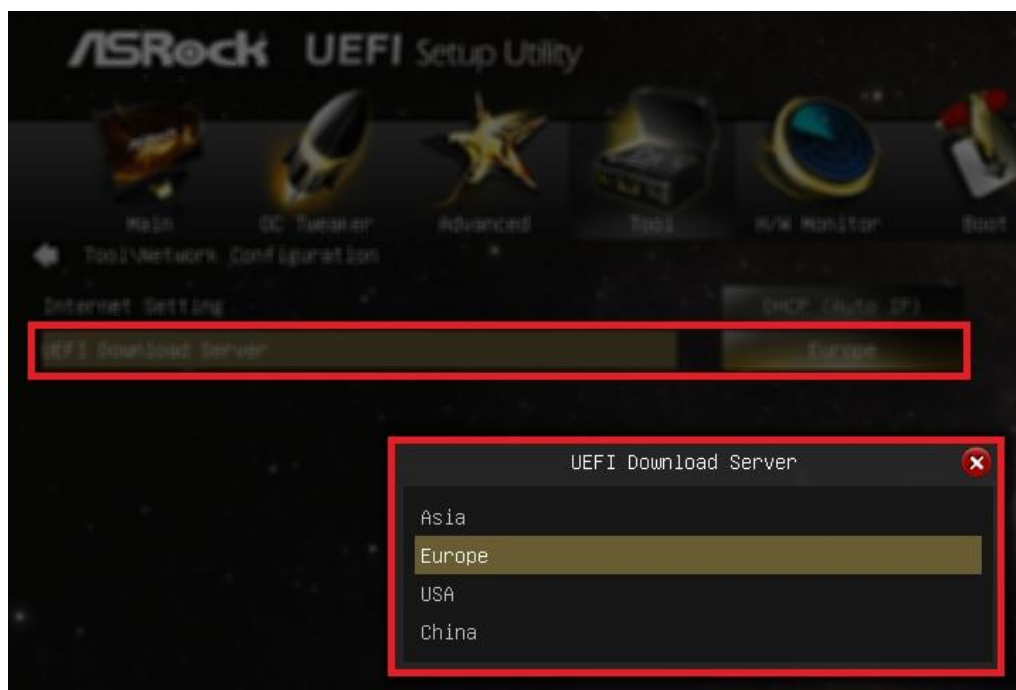 ASRock UEFI Setup Utility
Main OC Tweaker Advanced Tool H/W Monitor Boot
Tool\Network Configuration
Internet Setting DHCP (Auto IP)
UEFI Download Server Europe
UEFI Download Server
Asia
Europe
USA
China